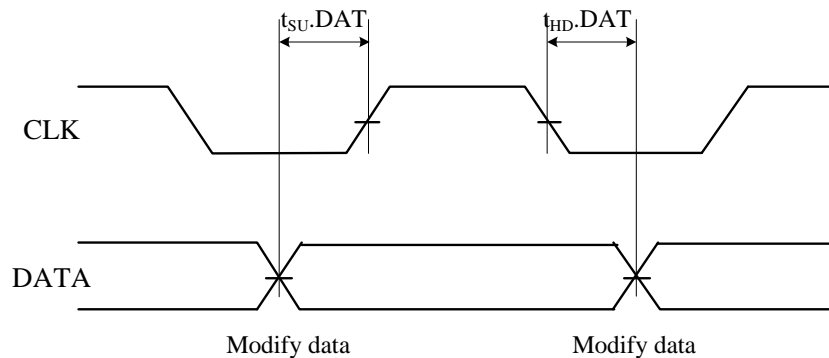 tSU.DAT tHD.DAT
CLK
DATA
Modify data Modify data